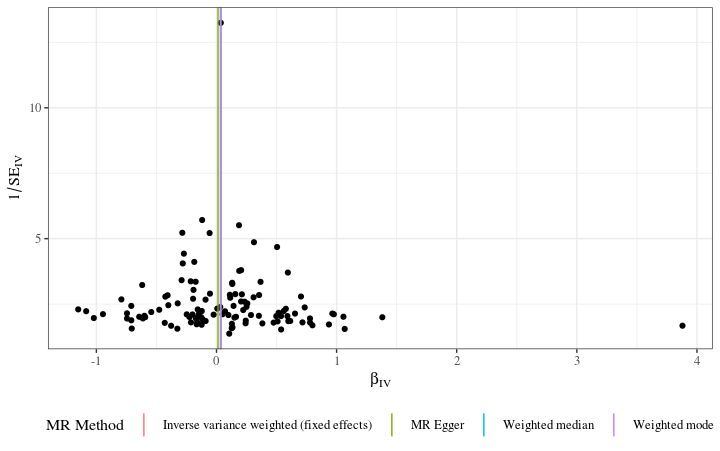 10
5
1/SE_IV
-1
0
1
2
3
4
β_IV
MR Method
Inverse variance weighted (fixed effects)
MR Egger
Weighted median
Weighted mode